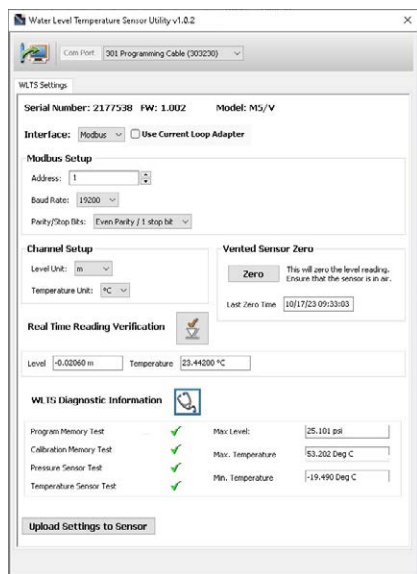 Water Level Temperature Sensor Utility v1.0.2
Com Port 301 Programming Cable (303230)
WLTS Settings
Serial Number: 2177538 FW: 1.002 Model: M5/V
Interface: Modbus Use Current Loop Adapter
Modbus Setup
Address: 1
Baud Rate: 19200
Parity/Stop Bits: Even Parity / 1 stop bit
Channel Setup
Level Unit: m
Temperature Unit: °C
Vented Sensor Zero
Zero This will zero the level reading.
Ensure that the sensor is in air.
Last Zero Time 10/17/23 09:33:03
Real Time Reading Verification
Level -0.02060 m Temperature 23.44200 °C
WLTS Diagnostic Information
Program Memory Test Max Level: 25.101 psi
Calibration Memory Test Max. Temperature 53.202 Deg C
Pressure Sensor Test
Temperature Sensor Test Min. Temperature -19.490 Deg C
Upload Settings to Sensor